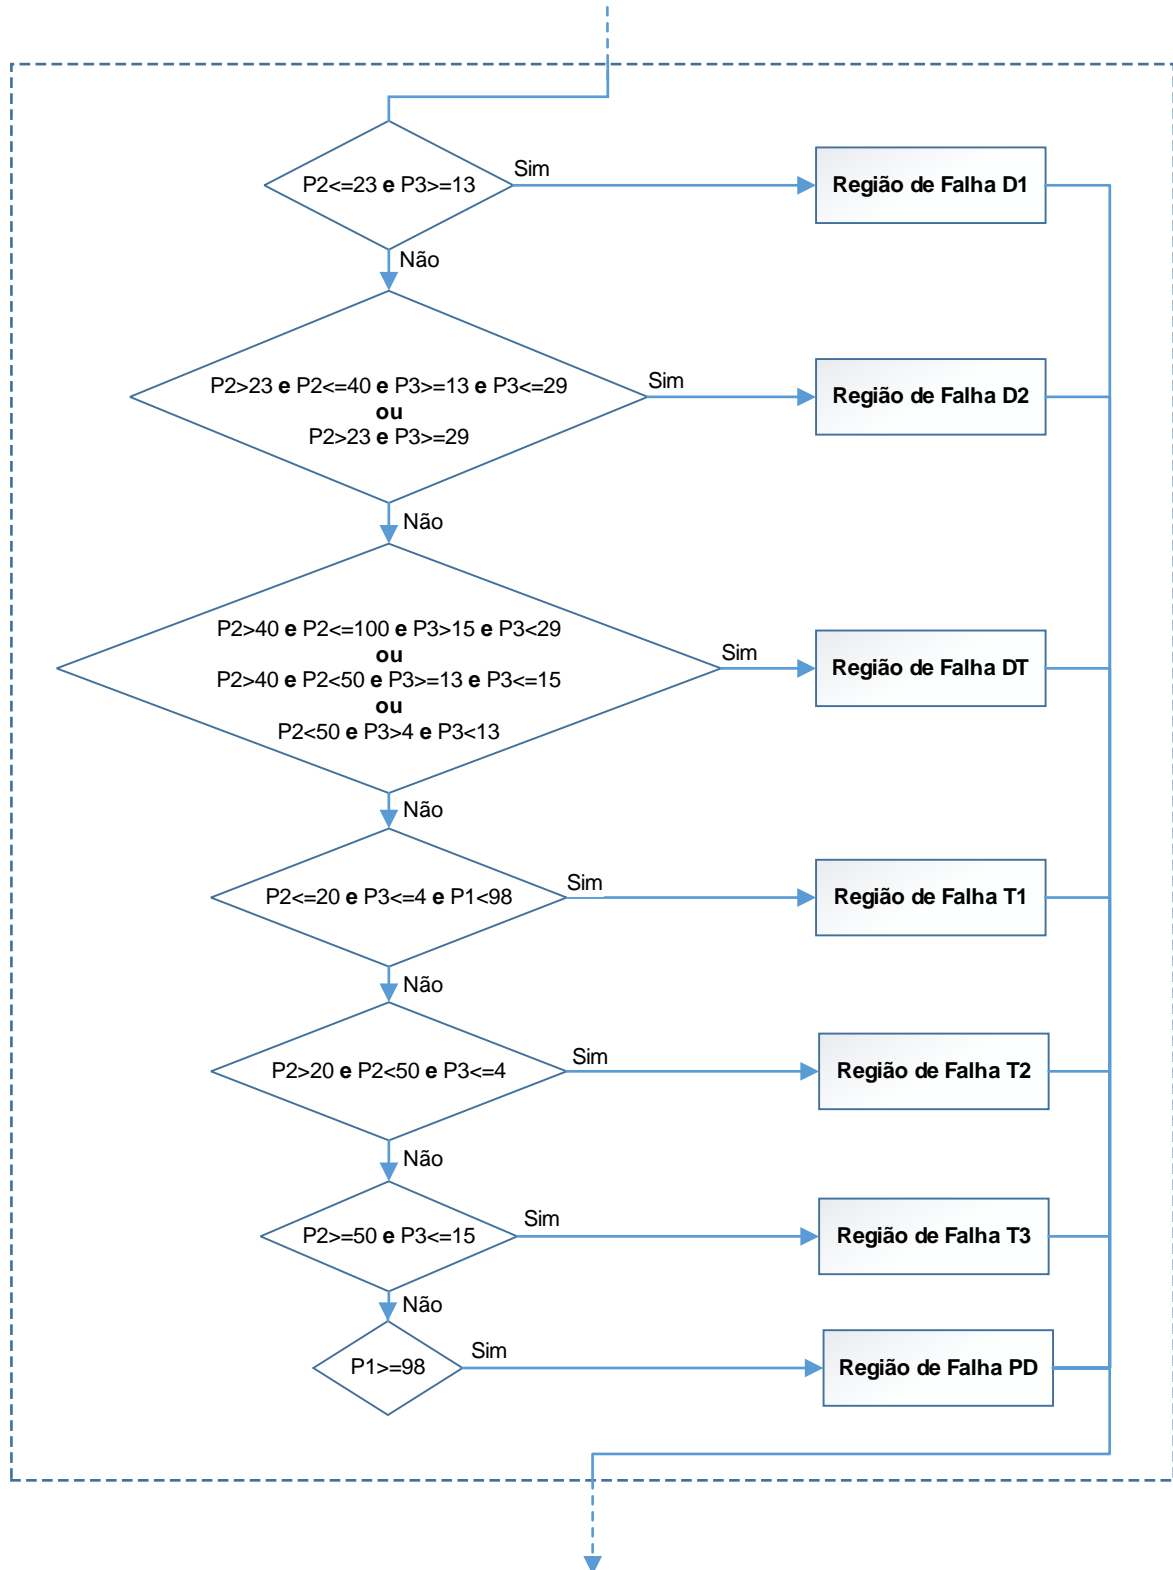 P2<=23 e P3>=13
Sim
Região de Falha D1
Não
P2>23 e P2<=40 e P3>=13 e P3<=29
ou
P2>23 e P3>=29
Sim
Região de Falha D2
Não
P2>40 e P2<=100 e P3>15 e P3<29
ou
P2>40 e P2<50 e P3>=13 e P3<=15
ou
P2<50 e P3>4 e P3<13
Sim
Região de Falha DT
Não
P2<=20 e P3<=4 e P1<98
Sim
Região de Falha T1
Não
P2>20 e P2<50 e P3<=4
Sim
Região de Falha T2
Não
P2>=50 e P3<=15
Sim
Região de Falha T3
Não
P1>=98
Sim
Região de Falha PD